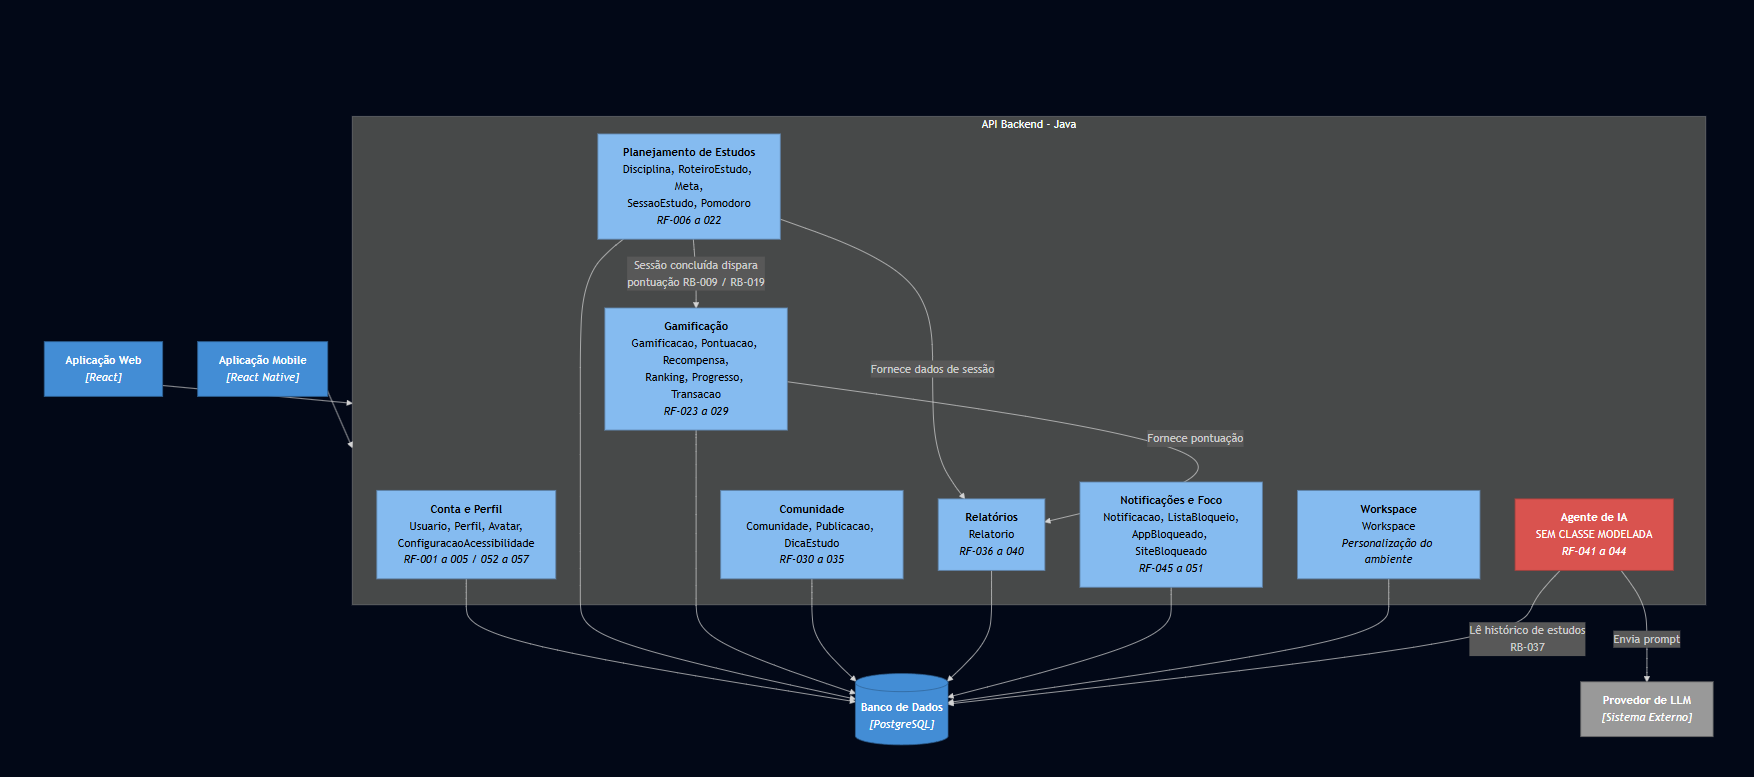 API Backend - Java
Planejamento de Estudos
Disciplina, RoteiroEstudo,
Meta,
SessaoEstudo, Pomodoro
RF-006 a 022
Sessão concluída dispara
pontuação RB-009 / RB-019
Gamificação
Gamificacao, Pontuacao,
Recompensa,
Ranking, Progresso,
Transacao
RF-023 a 029
Aplicação Web
[React]
Aplicação Mobile
[React Native]
Fornece dados de sessão
Fornece pontuação
Conta e Perfil
Usuario, Perfil, Avatar,
ConfiguracaoAcessibilidade
RF-001 a 005 / 052 a 057
Comunidade
Comunidade, Publicacao,
DicaEstudo
RF-030 a 035
Relatórios
Relatorio
RF-036 a 040
Notificações e Foco
Notificacao, ListaBloqueio,
AppBloqueado,
SiteBloqueado
RF-045 a 051
Workspace
Workspace
Personalização do
ambiente
Agente de IA
SEM CLASSE MODELADA
RF-041 a 044
Lê histórico de estudos
RB-037
Envia prompt
Banco de Dados
[PostgreSQL]
Provedor de LLM
[Sistema Externo]